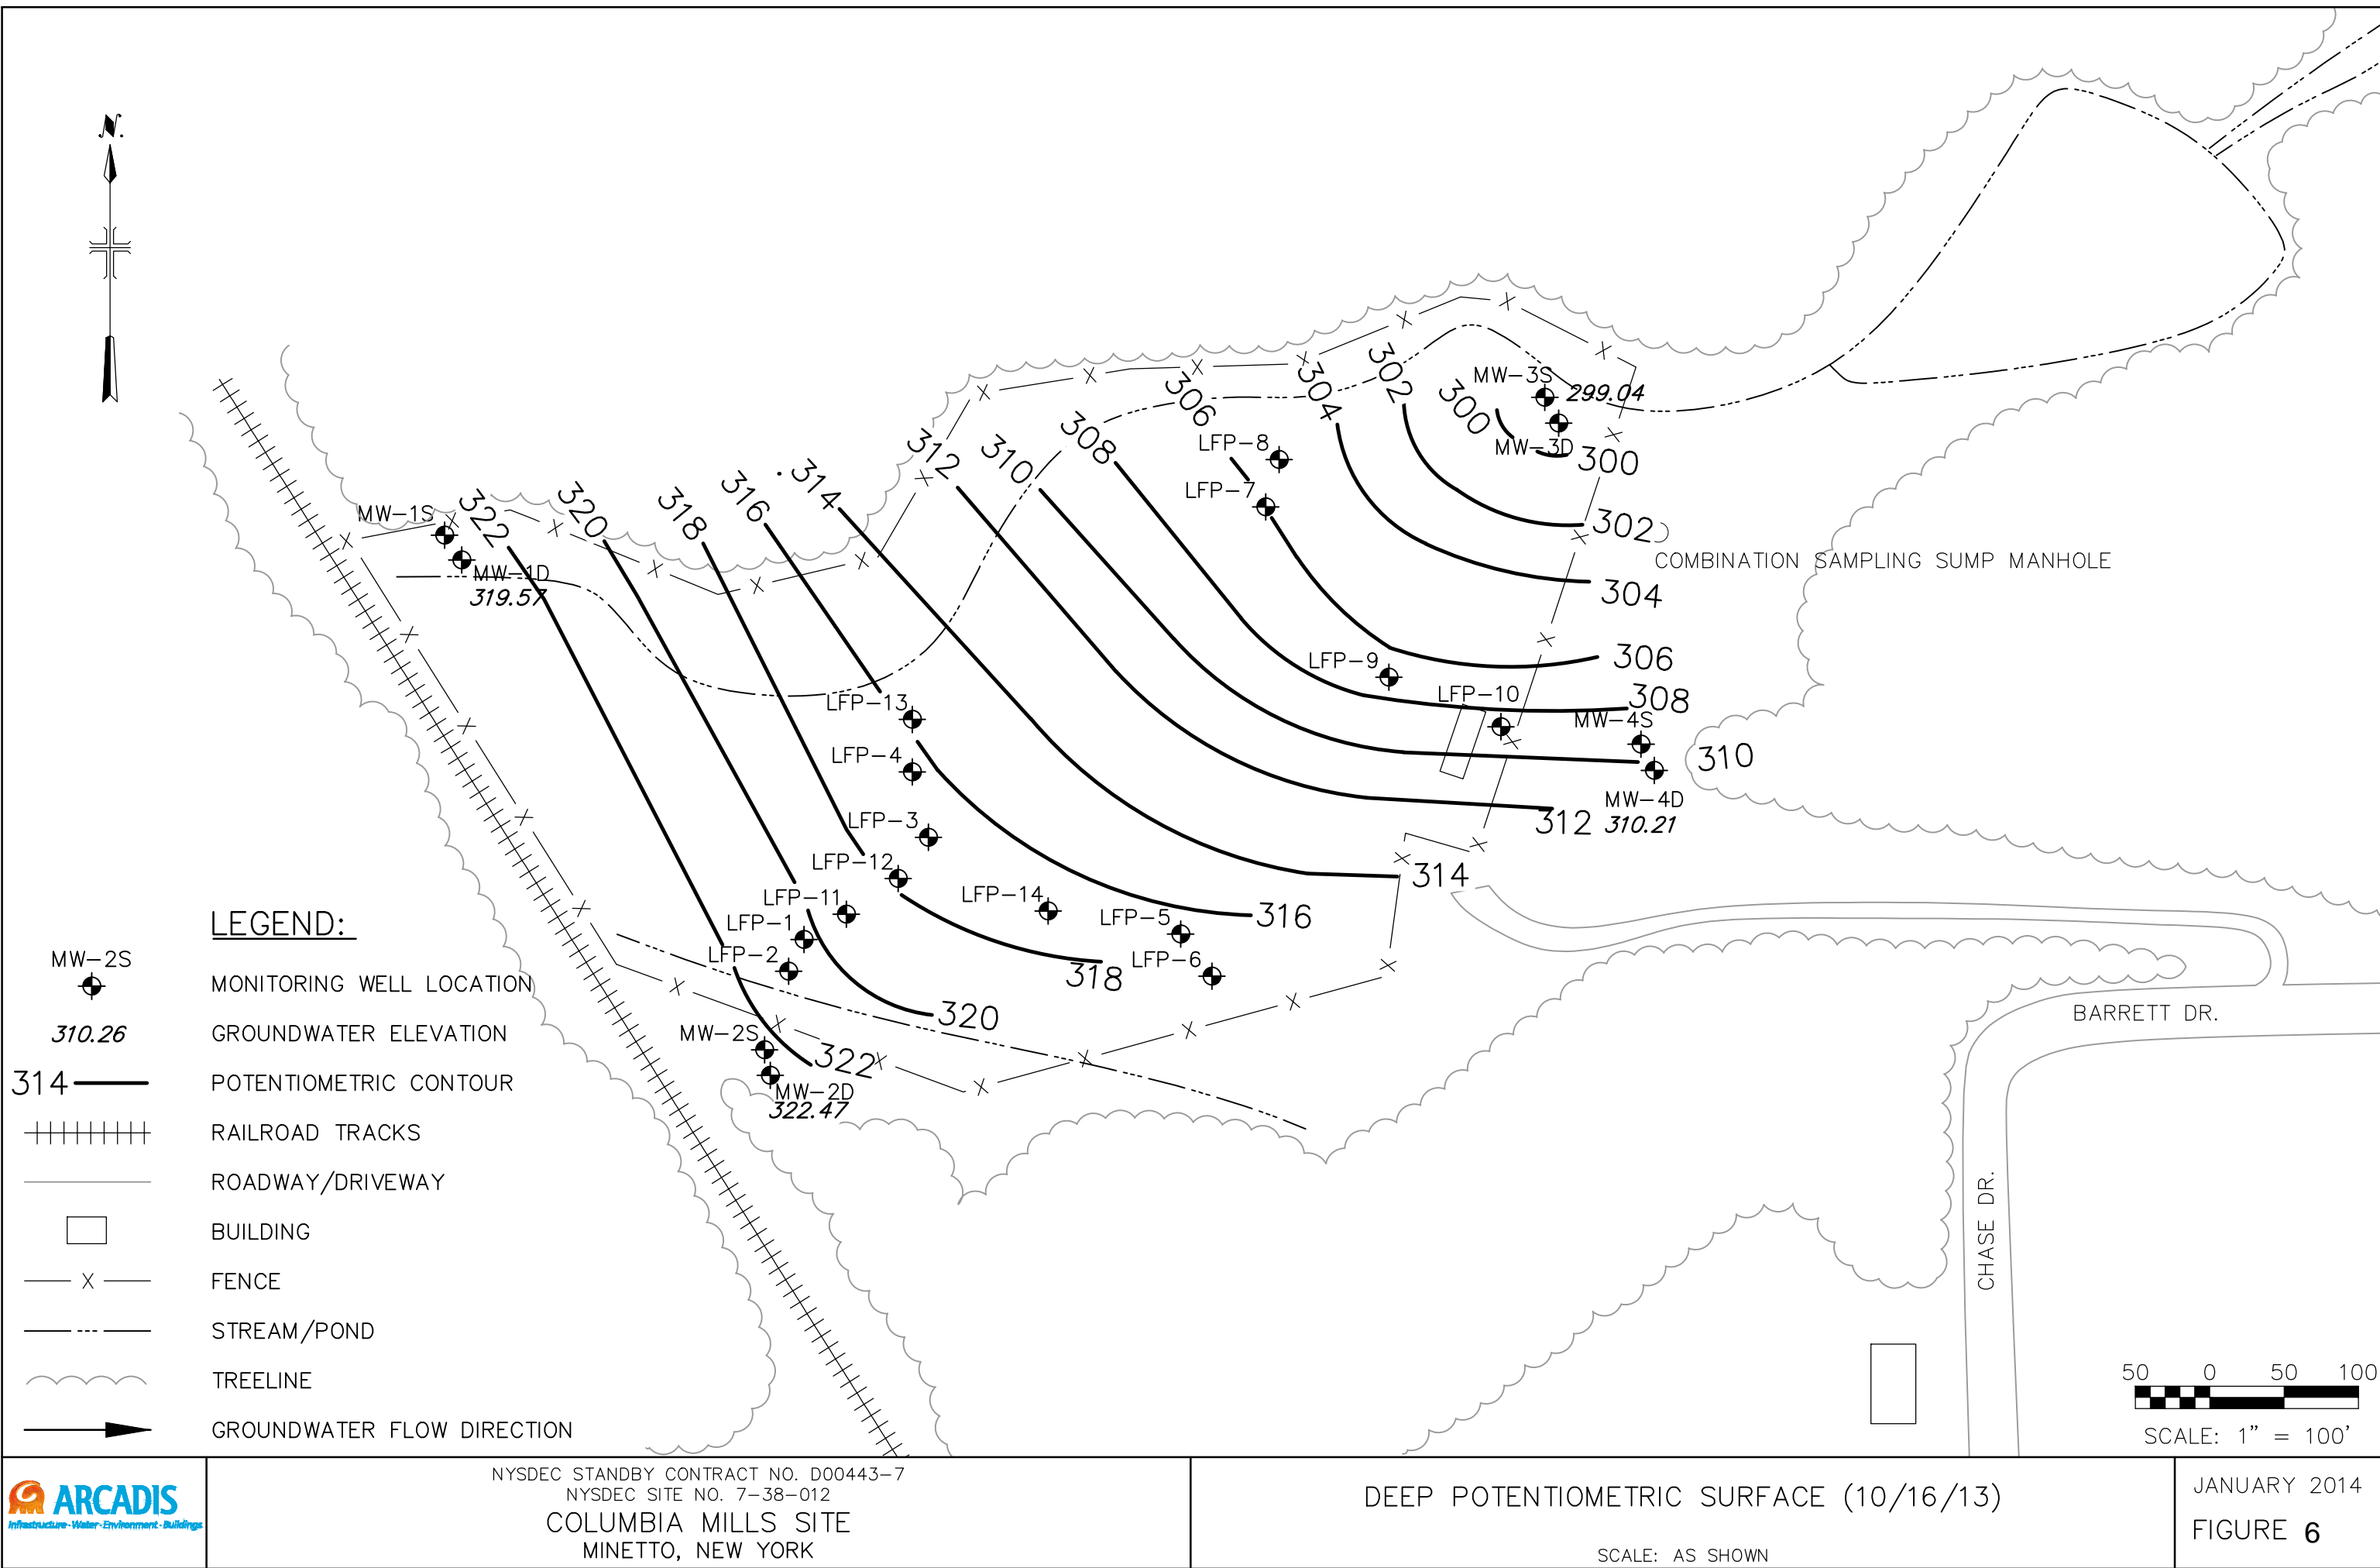 N.
306
304
302
300
MW-3S
299.04
MW-3D
300
312
310
308
LFP-8
LFP-7
322
320
318
316
.314
MW-1S
MW-1D
319.57
302
COMBINATION SAMPLING SUMP MANHOLE
304
306
LFP-9
LFP-10
308
MW-4S
310
MW-4D
310.21
312
LFP-13
LFP-4
LFP-3
LFP-12
314
LFP-11
LFP-14
LFP-5
316
LFP-1
LFP-2
LFP-6
318
320
MW-2S
322
MW-2D
322.47
BARRETT DR.
CHASE DR.
LEGEND:
MW-2S
MONITORING WELL LOCATION
310.26
GROUNDWATER ELEVATION
314
POTENTIOMETRIC CONTOUR
RAILROAD TRACKS
ROADWAY/DRIVEWAY
BUILDING
X
FENCE
STREAM/POND
TREELINE
GROUNDWATER FLOW DIRECTION
50 0 50 100
SCALE: 1" = 100'
ARCADIS
Infrastructure·Water·Environment·Buildings
NYSDEC STANDBY CONTRACT NO. D00443-7
NYSDEC SITE NO. 7-38-012
COLUMBIA MILLS SITE
MINETTO, NEW YORK
DEEP POTENTIOMETRIC SURFACE (10/16/13)
SCALE: AS SHOWN
JANUARY 2014
FIGURE 6